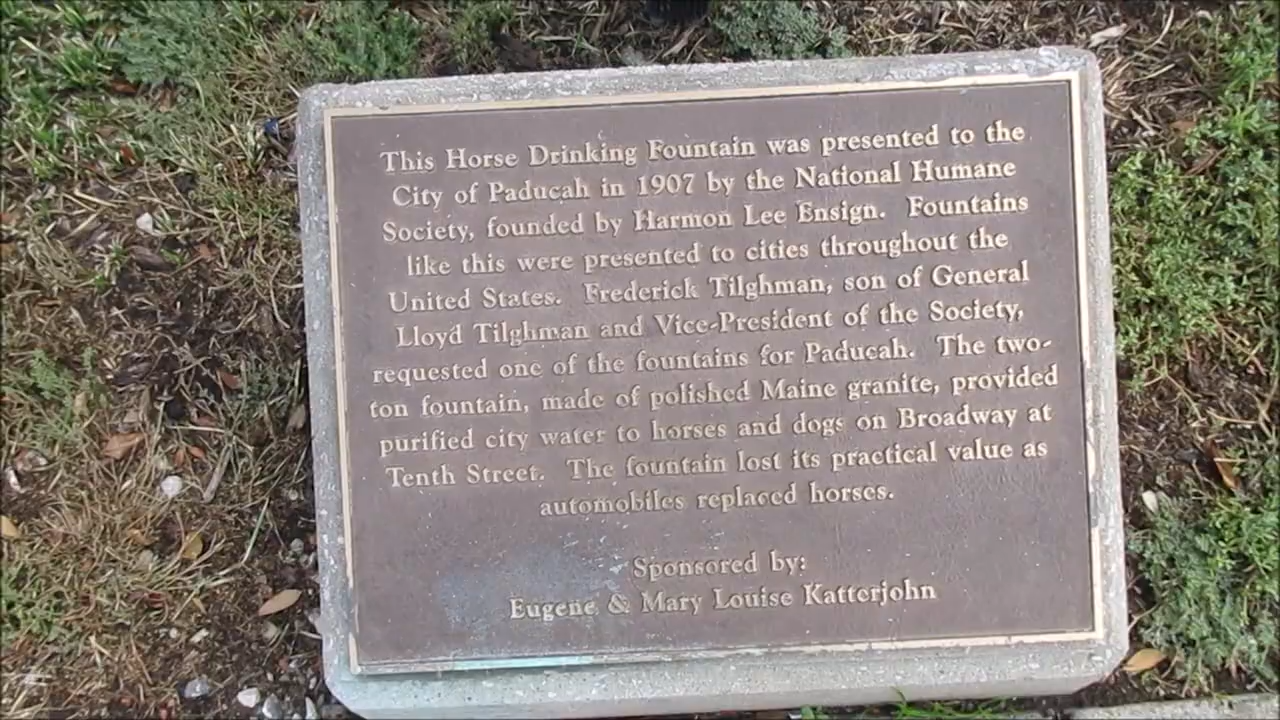 This Horse Drinking Fountain was presented to the
City of Paducah in 1907 by the National Humane
Society, founded by Harmon Lee Ensign. Fountains
like this were presented to cities throughout the
United States. Frederick Tilghman, son of General
Lloyd Tilghman and Vice-President of the Society,
requested one of the fountains for Paducah. The two-
ton fountain, made of polished Maine granite, provided
purified city water to horses and dogs on Broadway at
Tenth Street. The fountain lost its practical value as
automobiles replaced horses.
Sponsored by:
Eugene & Mary Louise Katterjohn